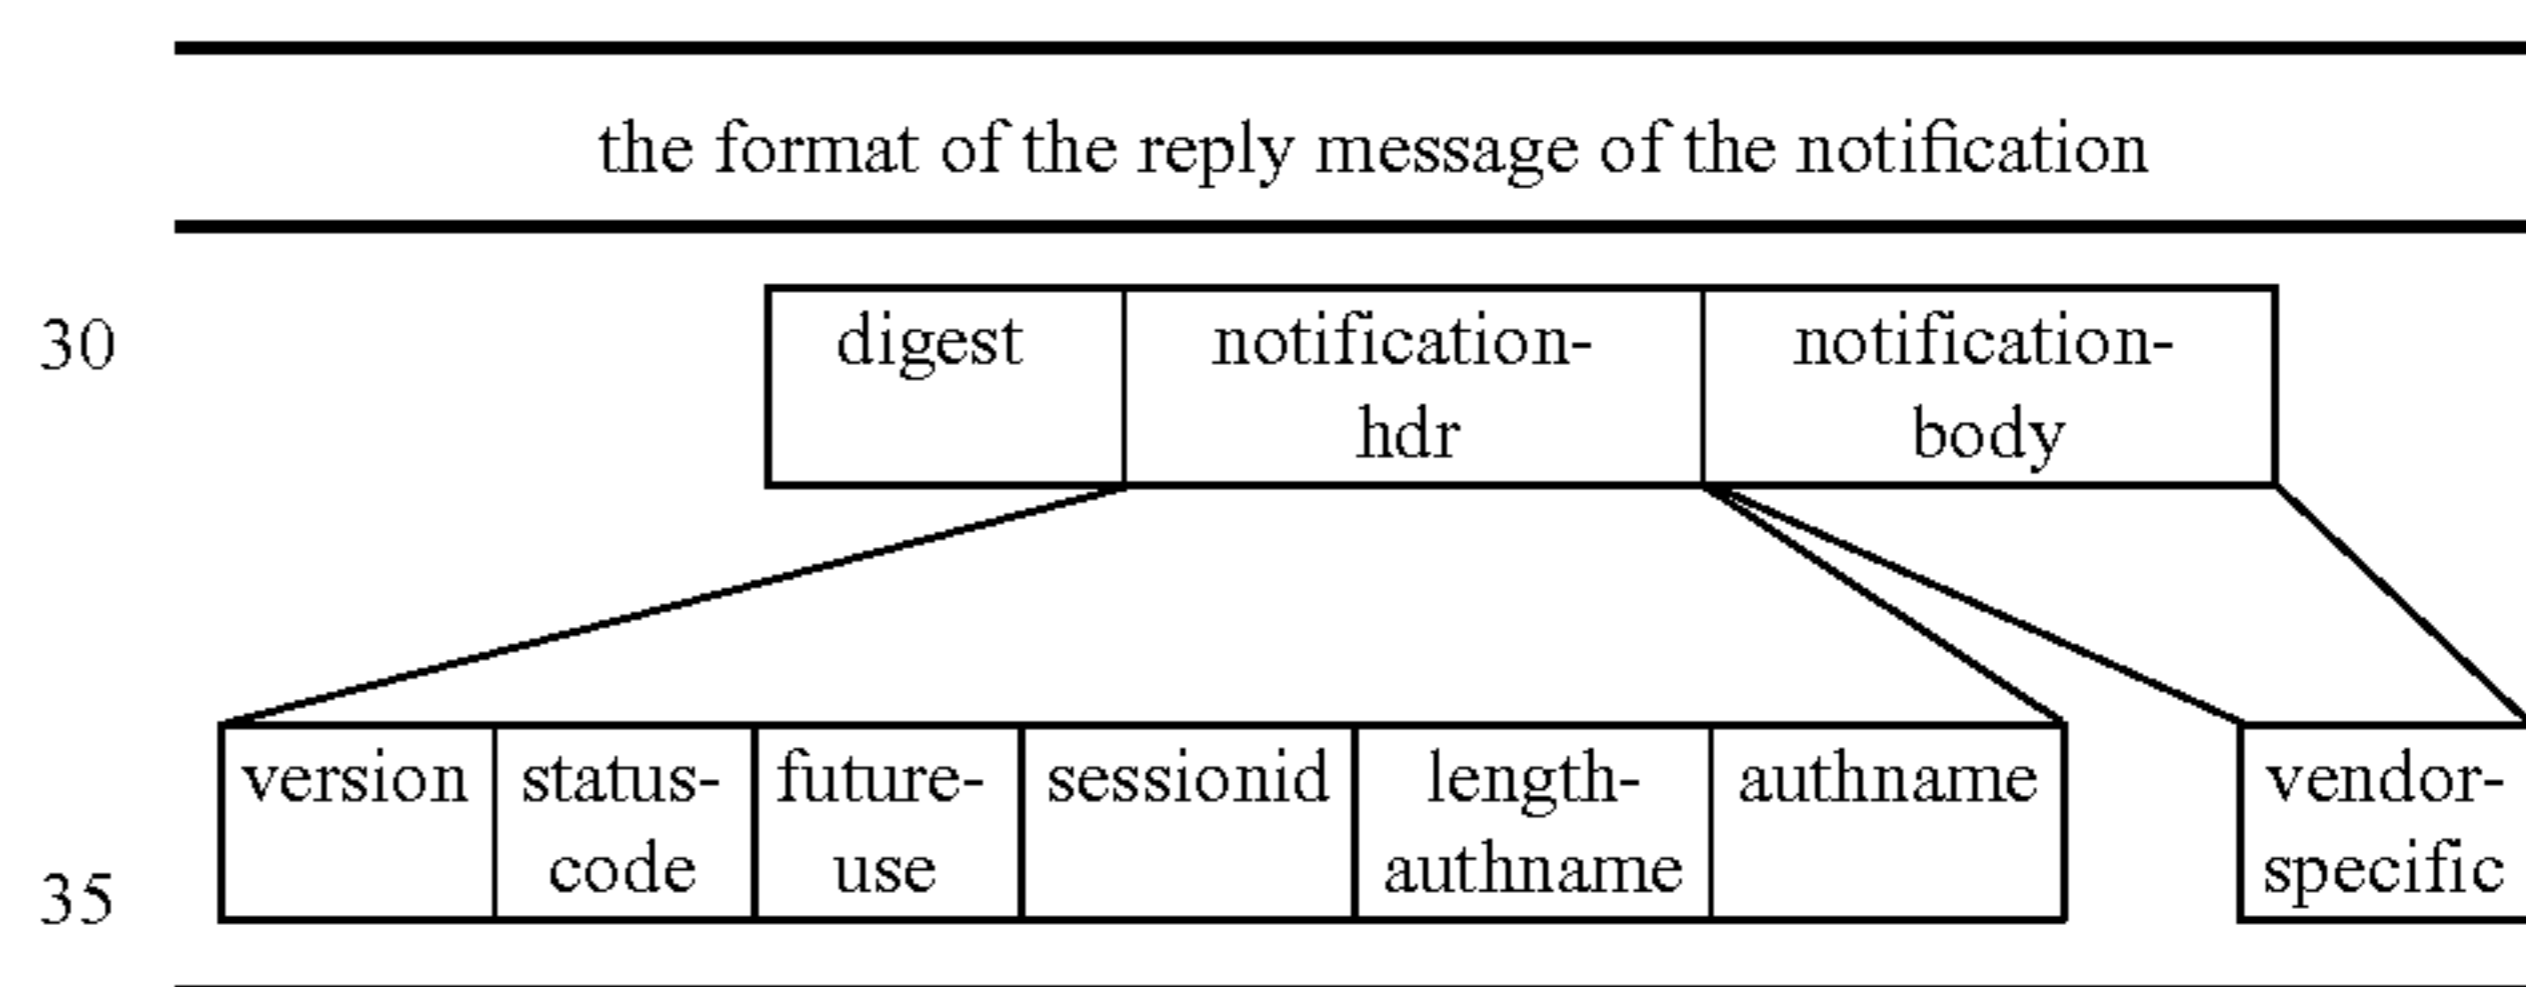 the format of the reply message of the notification
30
digest
notification-
hdr
notification-
body
version
status-
code
future-
use
sessionid
length-
authname
authname
vendor-
specific
35